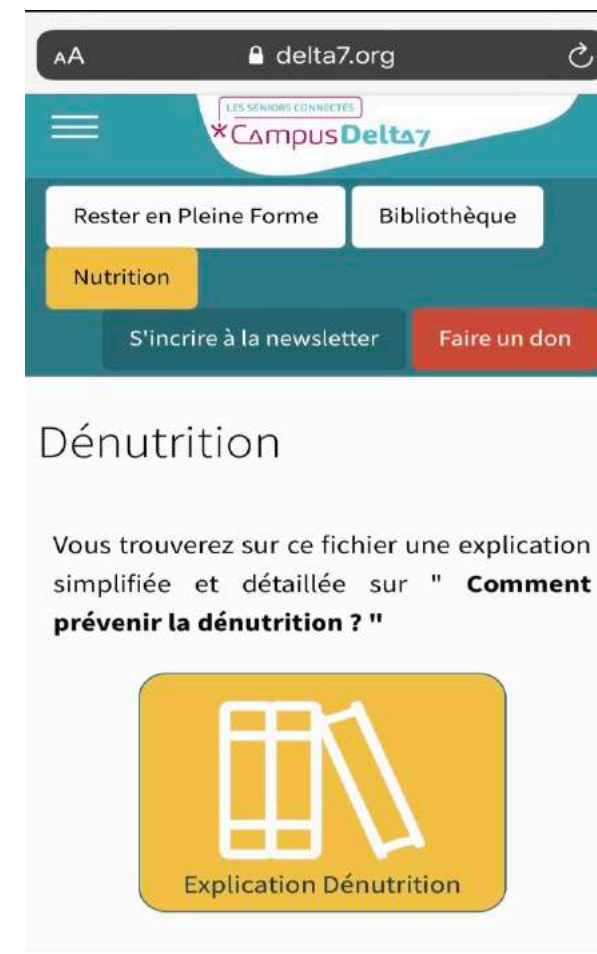 AA delta7.org
LES SÉNIORS CONNECTÉS
*CAmpusDeltA7
Rester en Pleine Forme Bibliothèque
Nutrition
S'incrire à la newsletter Faire un don
Dénutrition
Vous trouverez sur ce fichier une explication
simplifiée et détaillée sur " Comment
prévenir la dénutrition ? "
Explication Dénutrition